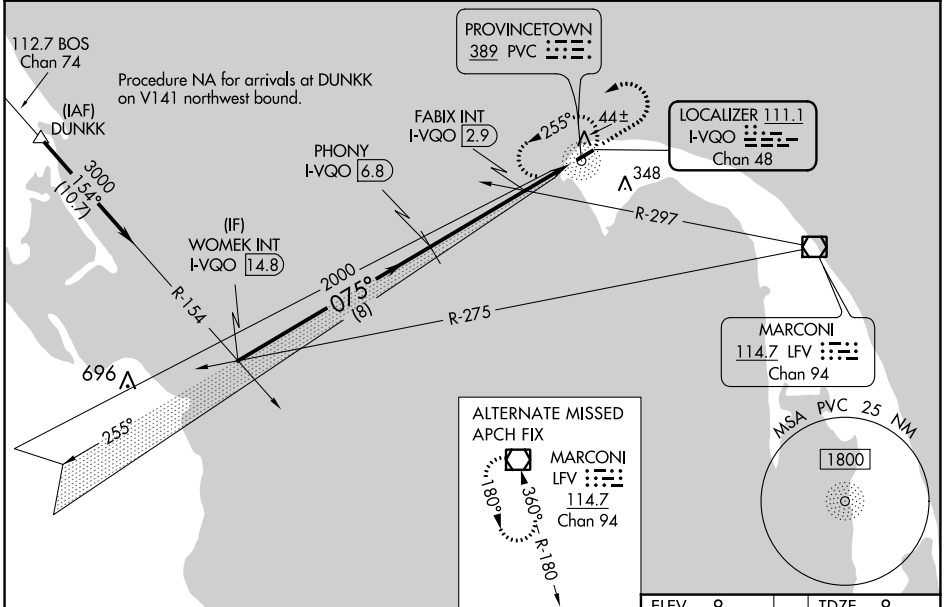 112.7 BOS
Chan 74
(IAF)
DUNKK
Procedure NA for arrivals at DUNKK
on V141 northwest bound.
3000
154°
(10.7)
R-154
(IF)
WOMEK INT
I-VQO 14.8
PHONY
I-VQO 6.8
FABIX INT
I-VQO 2.9
PROVINCETOWN
389 PVC
255°
44±
LOCALIZER 111.1
I-VQO
Chan 48
348
R-297
2000
075°
(8)
R-275
696
255°
MARCONI
114.7 LFV
Chan 94
ALTERNATE MISSED
APCH FIX
MARCONI
LFV
114.7
Chan 94
180°
360°
R-180
MSA PVC 25 NM
1800
ELEV 8
TDZE 8